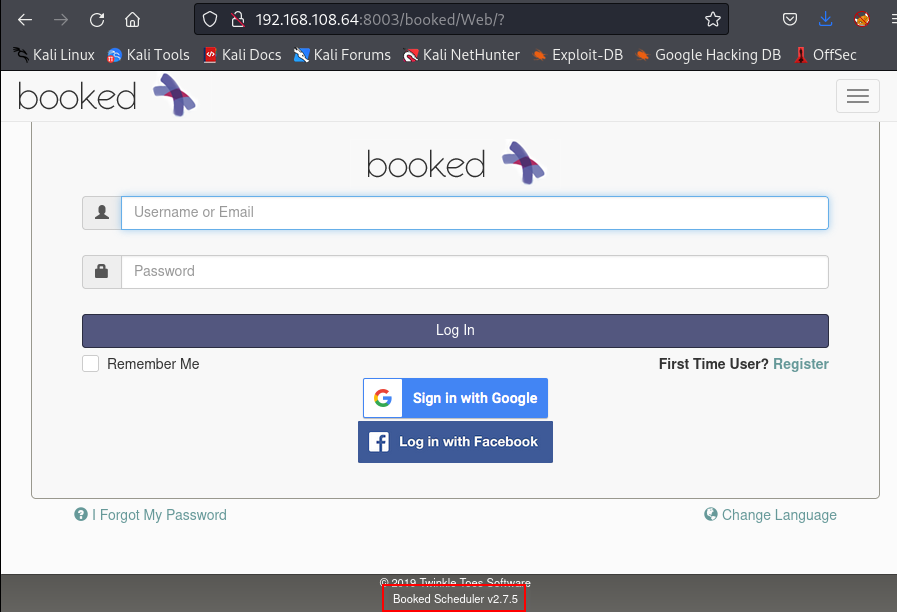 192.168.108.64:8003/booked/Web/?
Kali Linux Kali Tools Kali Docs Kali Forums Kali NetHunter Exploit-DB Google Hacking DB OffSec
booked
booked
Username or Email
Password
Log In
Remember Me First Time User? Register
Sign in with Google
Log in with Facebook
I Forgot My Password Change Language
© 2019 Twinkle Toes Software
Booked Scheduler v2.7.5